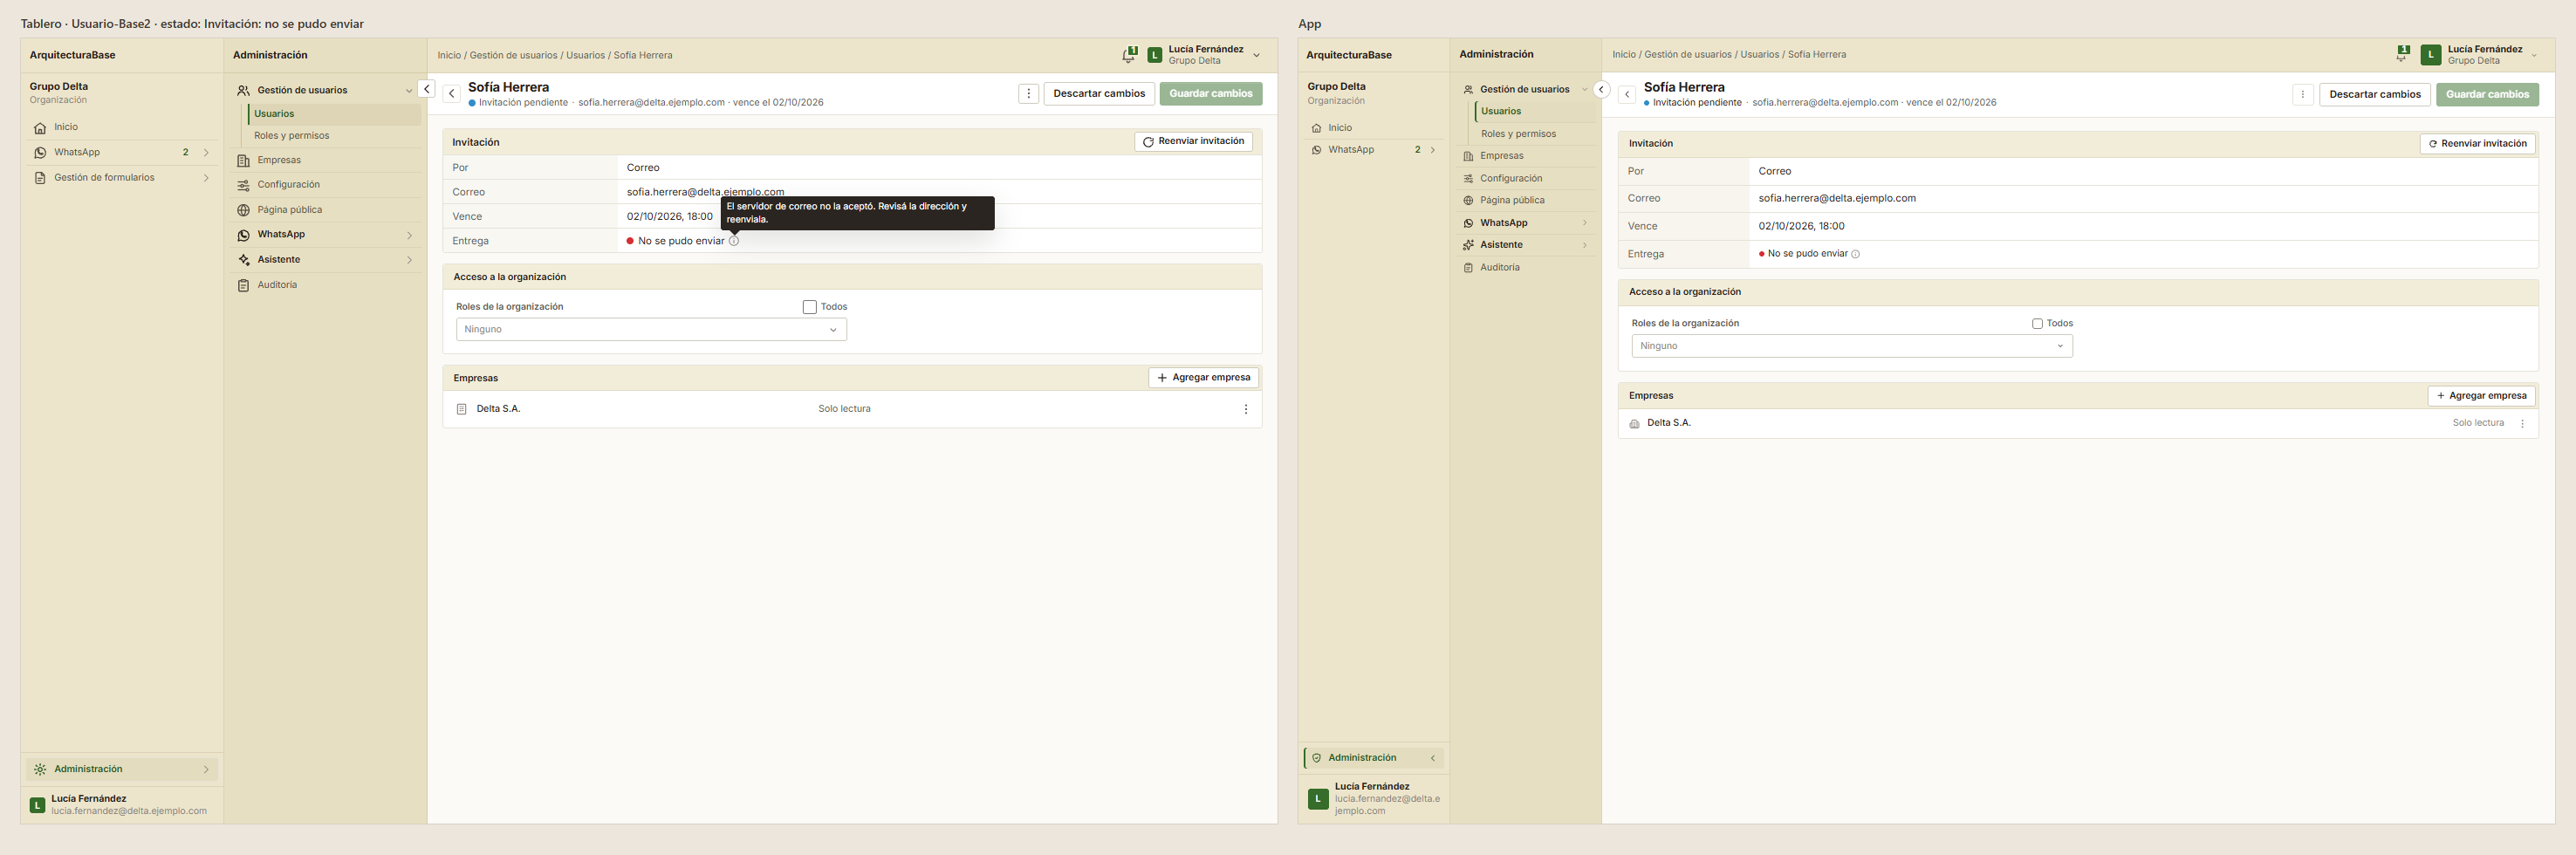 Tablero · Usuario-Base2 · estado: Invitación: no se pudo enviar
ArquitecturaBase
Grupo Delta
Organización
Inicio
WhatsApp 2
Gestión de formularios
Administración
Lucía Fernández
lucia.fernandez@delta.ejemplo.com
Administración
Gestión de usuarios
Usuarios
Roles y permisos
Empresas
Configuración
Página pública
WhatsApp
Asistente
Auditoría
Inicio / Gestión de usuarios / Usuarios / Sofía Herrera
1
L
Lucía Fernández
Grupo Delta
Sofía Herrera
Invitación pendiente · sofia.herrera@delta.ejemplo.com · vence el 02/10/2026
Descartar cambios
Guardar cambios
Invitación
Reenviar invitación
Por Correo
Correo sofia.herrera@delta.ejemplo.com
El servidor de correo no la aceptó. Revisá la dirección y
reenviala.
Vence 02/10/2026, 18:00
Entrega No se pudo enviar
Acceso a la organización
Roles de la organización
Todos
Ninguno
Empresas
Agregar empresa
Delta S.A. Solo lectura
L
App
ArquitecturaBase
Grupo Delta
Organización
Inicio
WhatsApp 2
Administración
L
Lucía Fernández
lucia.fernandez@delta.e
jemplo.com
Administración
Gestión de usuarios
Usuarios
Roles y permisos
Empresas
Configuración
Página pública
WhatsApp
Asistente
Auditoría
Inicio / Gestión de usuarios / Usuarios / Sofía Herrera
1
L
Lucía Fernández
Grupo Delta
Sofía Herrera
Invitación pendiente · sofia.herrera@delta.ejemplo.com · vence el 02/10/2026
Descartar cambios
Guardar cambios
Invitación
Reenviar invitación
Por Correo
Correo sofia.herrera@delta.ejemplo.com
Vence 02/10/2026, 18:00
Entrega No se pudo enviar
Acceso a la organización
Roles de la organización
Todos
Ninguno
Empresas
Agregar empresa
Delta S.A. Solo lectura